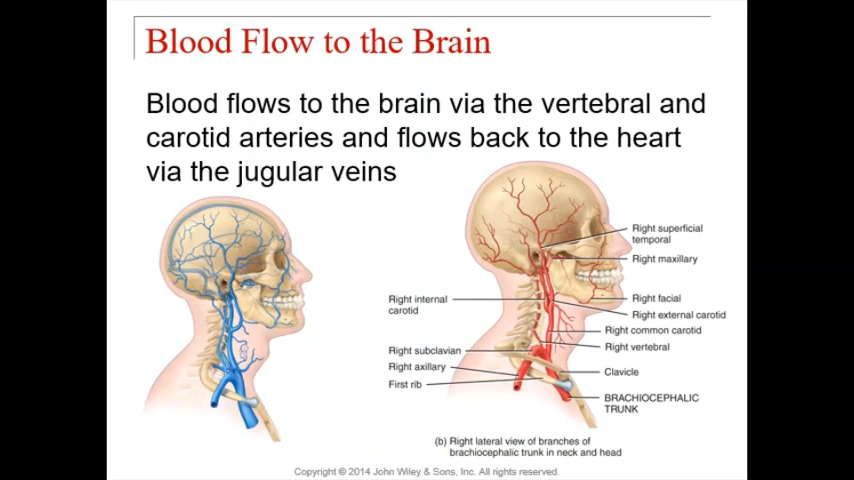 Blood Flow to the Brain
Blood flows to the brain via the vertebral and
carotid arteries and flows back to the heart
via the jugular veins
Right superficial
temporal
Right maxillary
Right internal
carotid
Right facial
Right external carotid
Right common carotid
Right vertebral
Right subclavian
Right axillary
Clavicle
First rib
BRACHIOCEPHALIC
TRUNK
(b) Right lateral view of branches of
brachiocephalic trunk in neck and head
Copyright © 2014 John Wiley & Sons, Inc. All rights reserved.